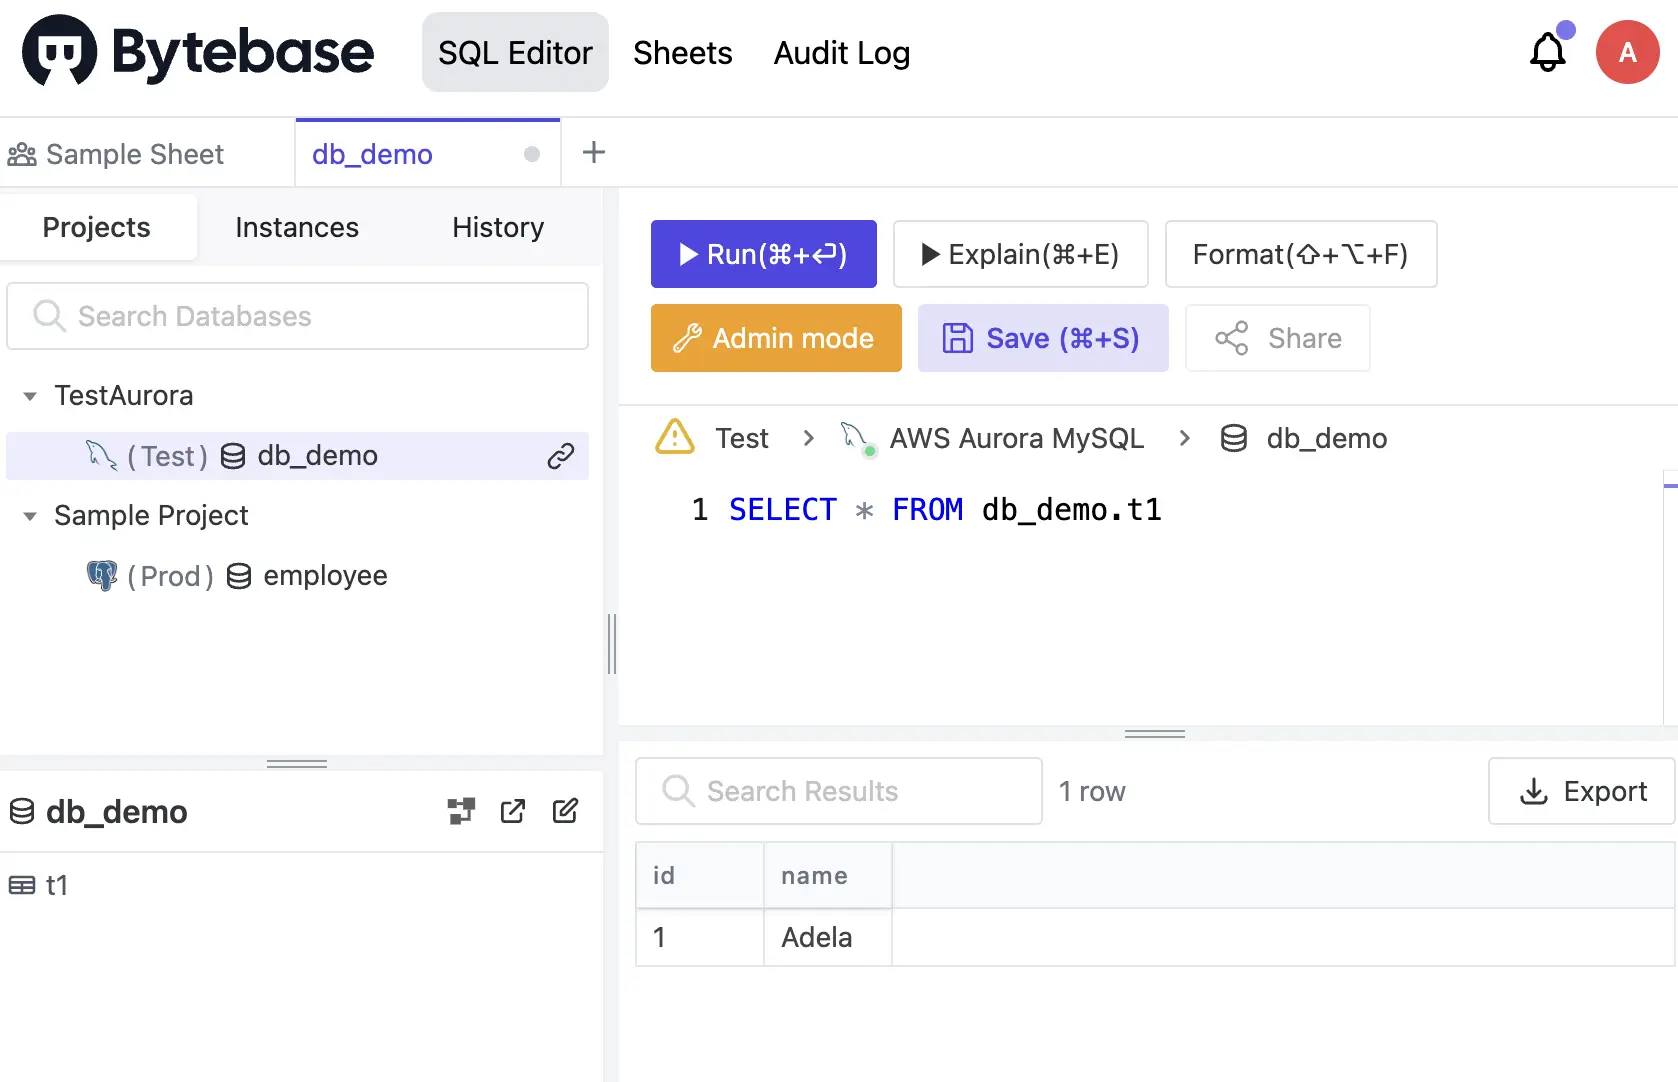 Bytebase SQL Editor Sheets Audit Log A
Sample Sheet db_demo +
Projects Instances History
Search Databases
TestAurora
(Test) db_demo
Sample Project
(Prod) employee
db_demo
t1
Run(⌘+⏎) Explain(⌘+E) Format(⇧+⌥+F)
Admin mode Save (⌘+S) Share
Test > AWS Aurora MySQL > db_demo
1 SELECT * FROM db_demo.t1
Search Results 1 row Export
id name
1 Adela